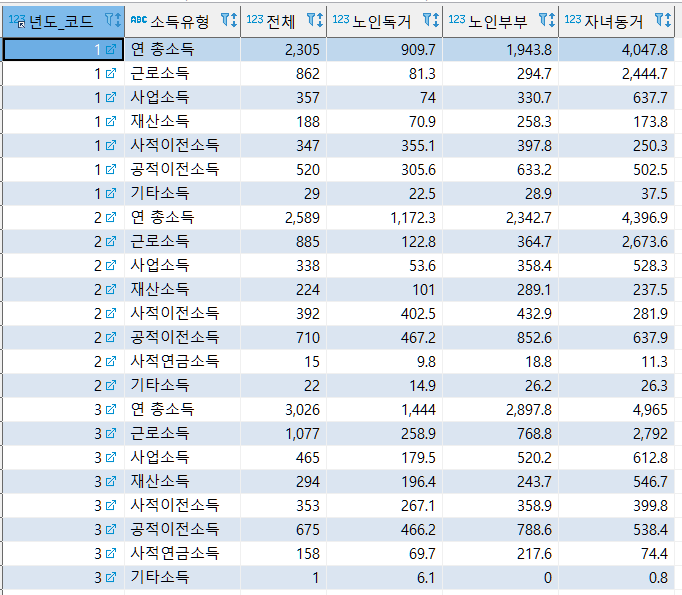 123 년도_코드 ABC 소득유형 123 전체 123 노인독거 123 노인부부 123 자녀동거
1 연 총소득 2,305 909.7 1,943.8 4,047.8
1 근로소득 862 81.3 294.7 2,444.7
1 사업소득 357 74 330.7 637.7
1 재산소득 188 70.9 258.3 173.8
1 사적이전소득 347 355.1 397.8 250.3
1 공적이전소득 520 305.6 633.2 502.5
1 기타소득 29 22.5 28.9 37.5
2 연 총소득 2,589 1,172.3 2,342.7 4,396.9
2 근로소득 885 122.8 364.7 2,673.6
2 사업소득 338 53.6 358.4 528.3
2 재산소득 224 101 289.1 237.5
2 사적이전소득 392 402.5 432.9 281.9
2 공적이전소득 710 467.2 852.6 637.9
2 사적연금소득 15 9.8 18.8 11.3
2 기타소득 22 14.9 26.2 26.3
3 연 총소득 3,026 1,444 2,897.8 4,965
3 근로소득 1,077 258.9 768.8 2,792
3 사업소득 465 179.5 520.2 612.8
3 재산소득 294 196.4 243.7 546.7
3 사적이전소득 353 267.1 358.9 399.8
3 공적이전소득 675 466.2 788.6 538.4
3 사적연금소득 158 69.7 217.6 74.4
3 기타소득 1 6.1 0 0.8